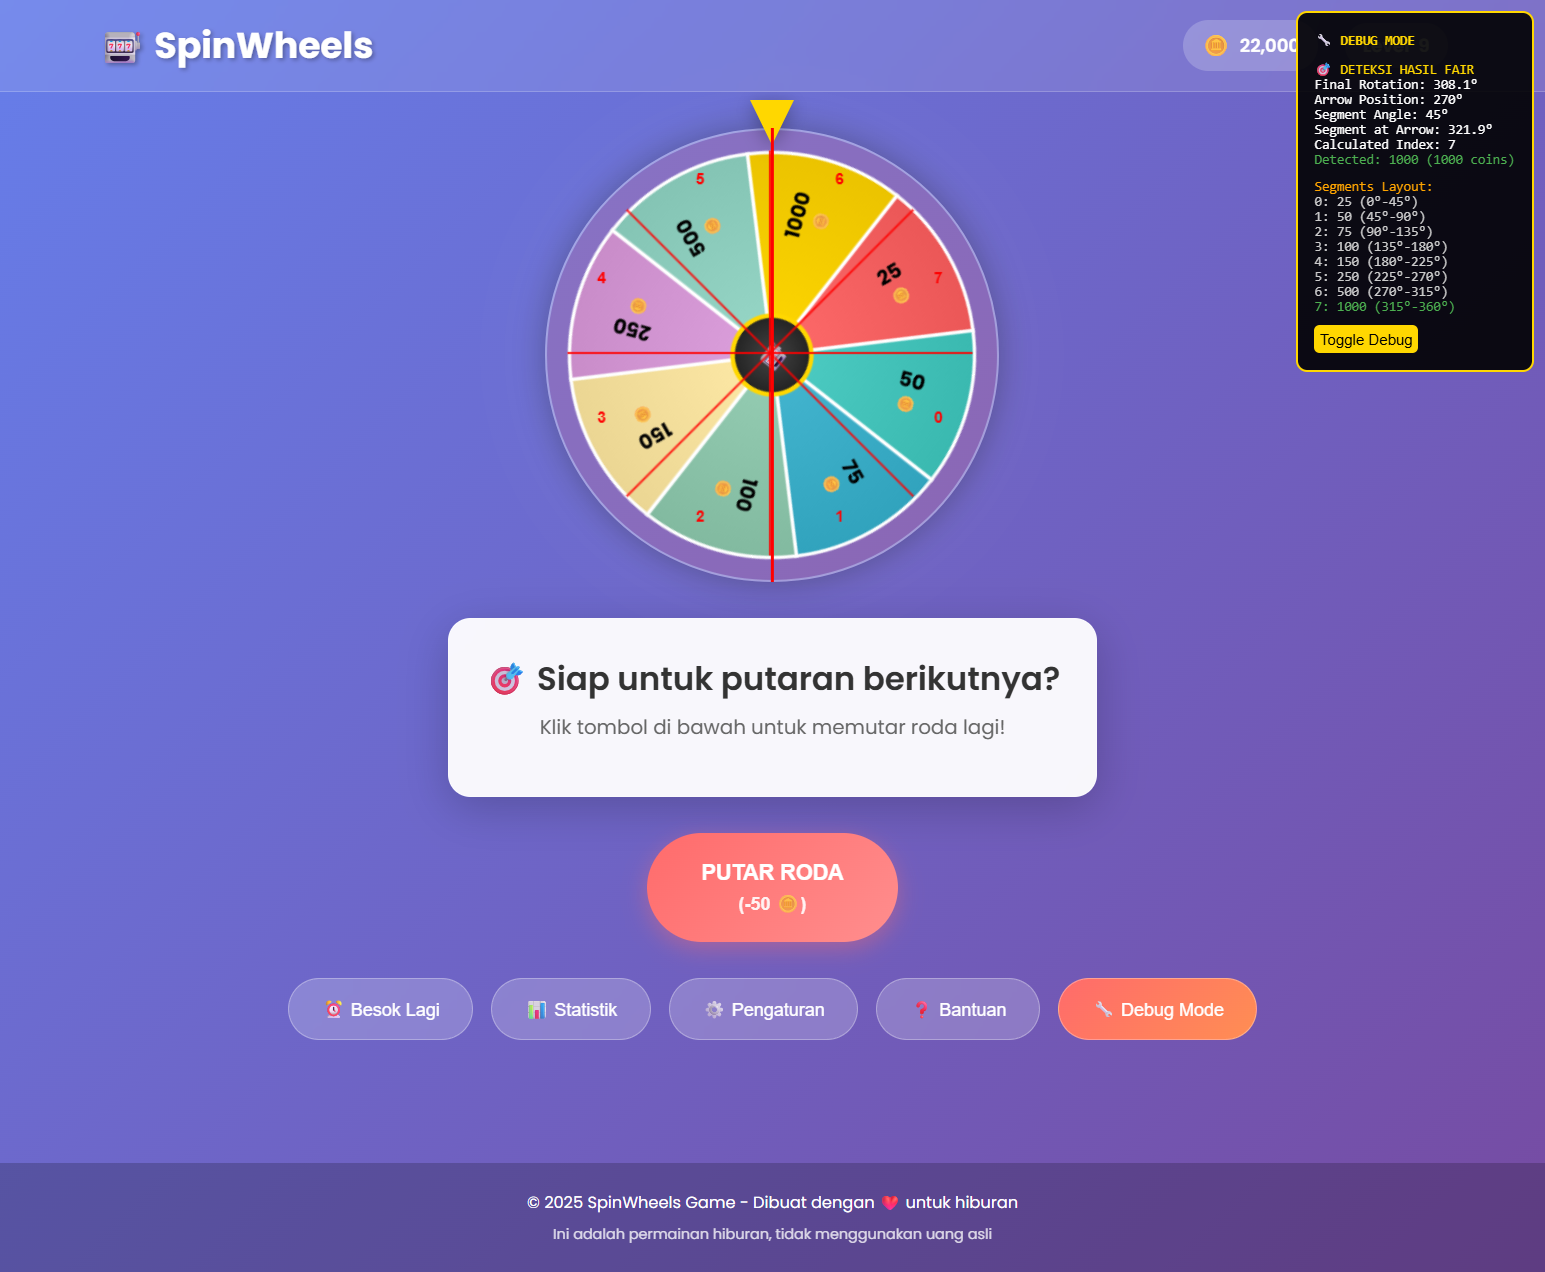 SpinWheels
22,000
9
🔧 DEBUG MODE
🎯 DETEKSI HASIL FAIR
Final Rotation: 308.1°
Arrow Position: 270°
Segment Angle: 45°
Segment at Arrow: 321.9°
Calculated Index: 7
Detected: 1000 (1000 coins)
Segments Layout:
0: 25 (0°-45°)
1: 50 (45°-90°)
2: 75 (90°-135°)
3: 100 (135°-180°)
4: 150 (180°-225°)
5: 250 (225°-270°)
6: 500 (270°-315°)
7: 1000 (315°-360°)
Toggle Debug
5
6
500
1000
4
25
7
250
50
3
0
150
75
100
2
1
Siap untuk putaran berikutnya?
Klik tombol di bawah untuk memutar roda lagi!
PUTAR RODA
(-50 🪙)
Besok Lagi
Statistik
Pengaturan
Bantuan
Debug Mode
© 2025 SpinWheels Game - Dibuat dengan 💖 untuk hiburan
Ini adalah permainan hiburan, tidak menggunakan uang asli